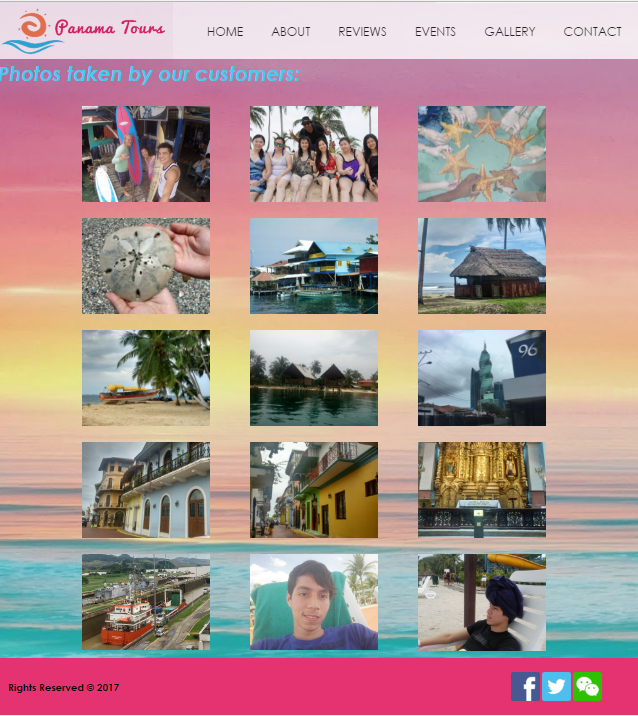 Panama Tours
HOME ABOUT REVIEWS EVENTS GALLERY CONTACT
Photos taken by our customers:
96
Rights Reserved © 2017